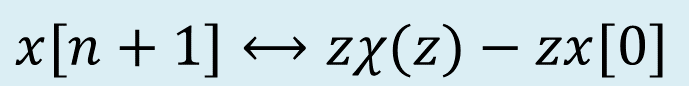 x[n + 1] ⟷ zχ(z) − zx[0]